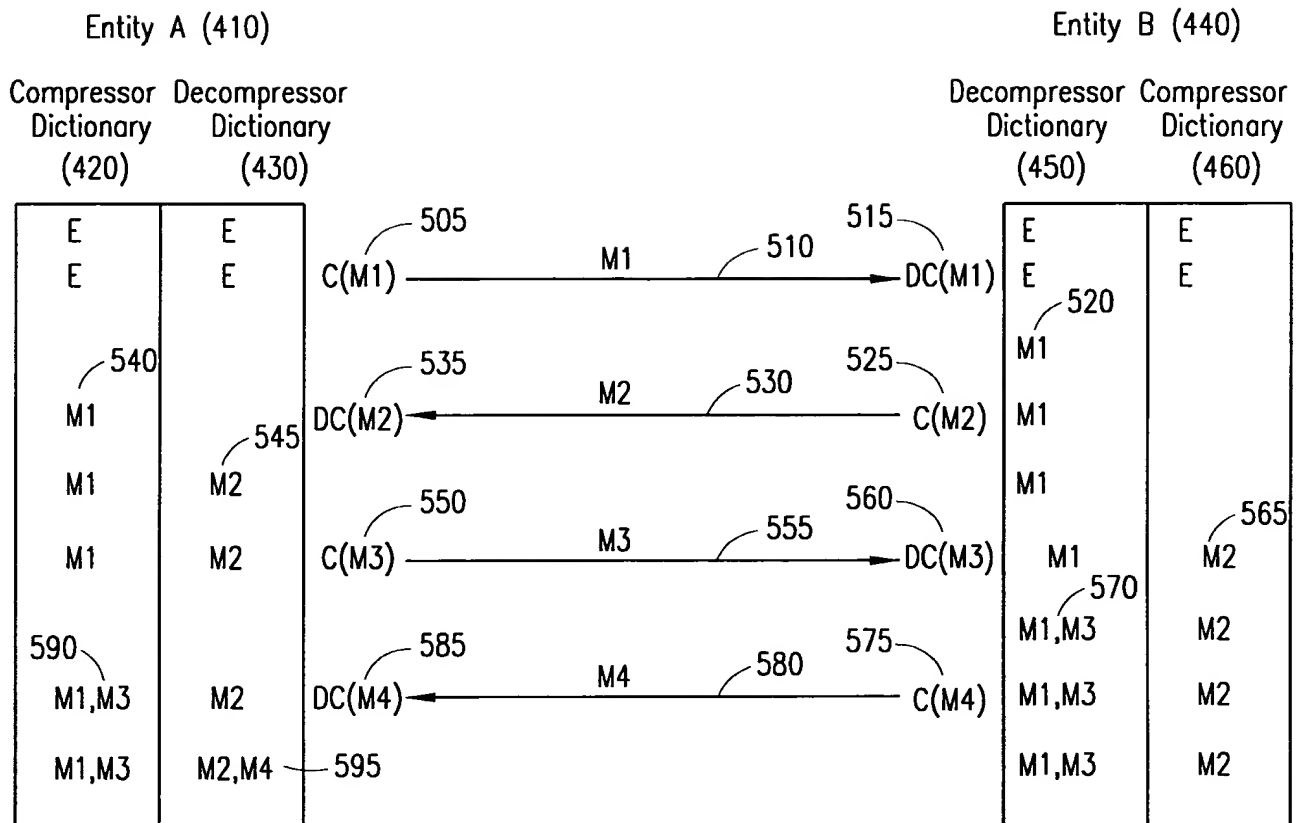 Entity A (410) Entity B (440)
Compressor Decompressor Decompressor Compressor
Dictionary Dictionary Dictionary Dictionary
(420) (430) (450) (460)
E E 505 515 E E
E E C(M1) M1 510 DC(M1) E E
540 535 530 525 520
M1
M1 DC(M2) M2 C(M2) M1
545
M1 M2 M1
550 555 560 565
M1 M2 C(M3) M3 DC(M3) M1 M2
570
M1,M3 M2
590 585 580 575
M1,M3 M2 DC(M4) M4 C(M4) M1,M3 M2
M1,M3 M2,M4 595 M1,M3 M2